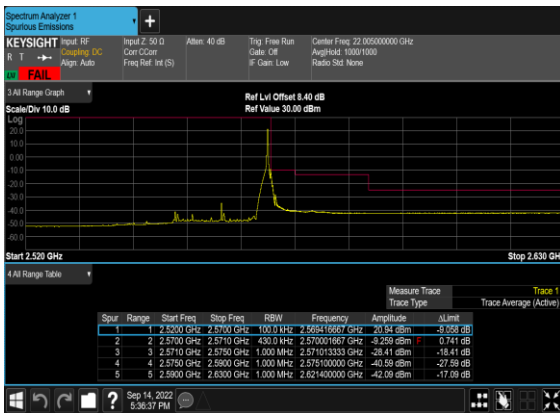 Spectrum Analyzer 1
Spurious Emissions
+
KEYSIGHT Input: RF Input Z: 50 Ω Atten: 40 dB Trig: Free Run Center Freq: 22.005000000 GHz
R T Coupling: DC Corr CCorr Gate: Off Avg|Hold: 1000/1000
Align: Auto Freq Ref: Int (S) IF Gain: Low Radio Std: None
LV FAIL
3 All Range Graph
Ref Lvl Offset 8.40 dB
Scale/Div 10.0 dB Ref Value 30.00 dBm
Log
20.0
10.0
0.00
-10.0
-20.0
-30.0
-40.0
-50.0
-60.0
Start 2.520 GHz Stop 2.630 GH
4 All Range Table
Measure Trace Trace 1
Trace Type Trace Average (Active)
Spur Range Start Freq Stop Freq RBW Frequency Amplitude ΔLimit
1 1 2.5200 GHz 2.5700 GHz 100.0 kHz 2.569416667 GHz 20.94 dBm -9.058 dB
2 2 2.5700 GHz 2.5710 GHz 430.0 kHz 2.570001667 GHz -9.259 dBm F 0.741 dB
3 3 2.5710 GHz 2.5750 GHz 1.000 MHz 2.571013333 GHz -28.41 dBm -18.41 dB
4 4 2.5750 GHz 2.5900 GHz 1.000 MHz 2.575100000 GHz -40.59 dBm -27.59 dB
5 5 2.5900 GHz 2.6300 GHz 1.000 MHz 2.621400000 GHz -42.09 dBm -17.09 dB
? Sep 14, 2022
5:36:37 PM